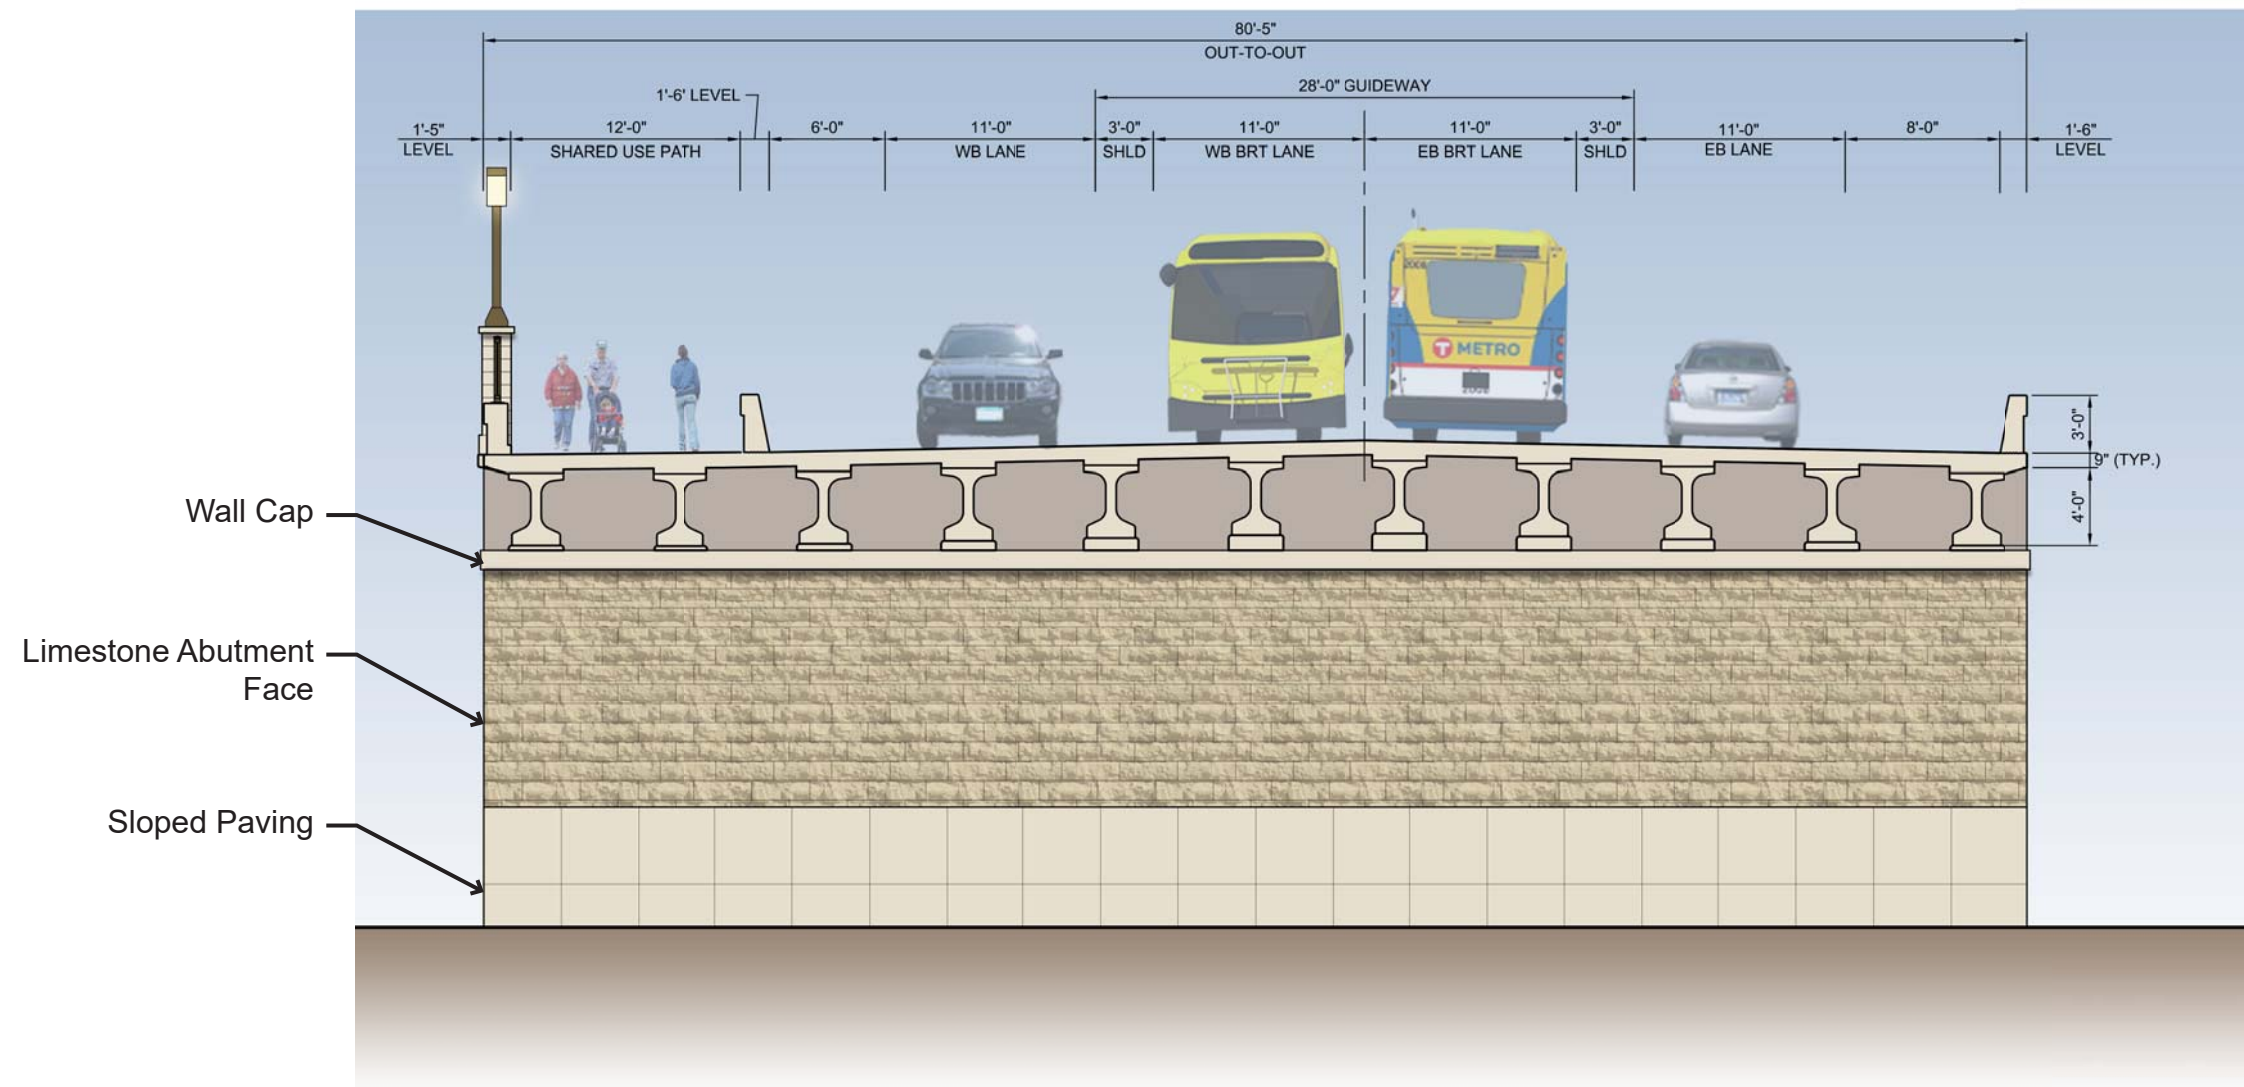 80'-5"
OUT-TO-OUT
28'-0" GUIDEWAY
1'-6' LEVEL
1'-5"
LEVEL
12'-0"
SHARED USE PATH
6'-0"
11'-0"
WB LANE
3'-0"
SHLD
11'-0"
WB BRT LANE
11'-0"
EB BRT LANE
3'-0"
SHLD
11'-0"
EB LANE
8'-0"
1'-6"
LEVEL
T METRO
3'-0"
9" (TYP.)
4'-0"
Wall Cap
Limestone Abutment
Face
Sloped Paving